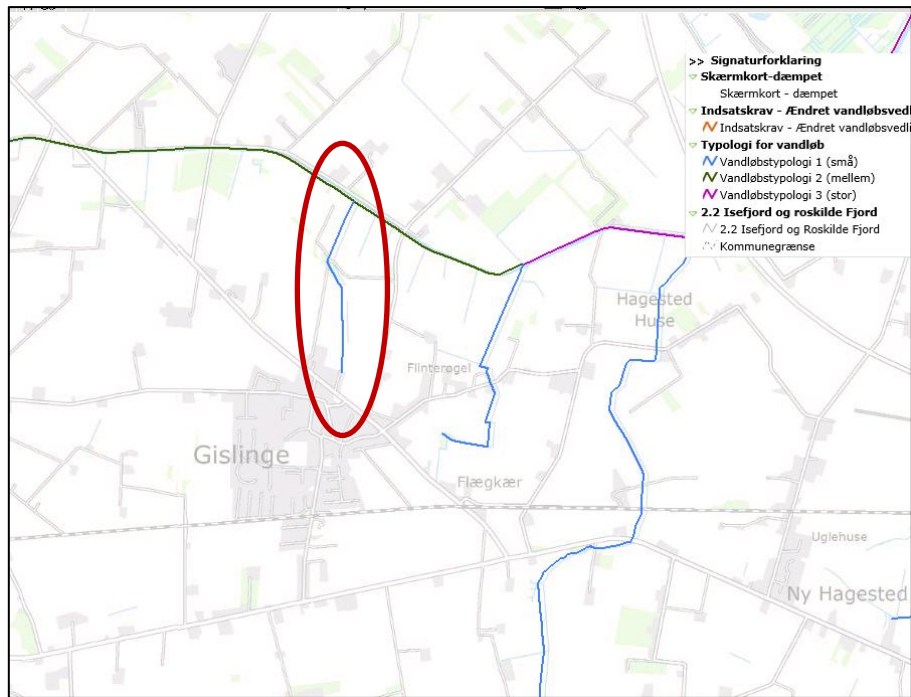 >> Signaturforklaring
Skærmkort-dæmpet
Skærmkort - dæmpet
Indsatskrav - Ændret vandløbsvedli
Indsatskrav - Ændret vandløbsvedli
Typologi for vandløb
Vandløbstypologi 1 (små)
Vandløbstypologi 2 (mellem)
Vandløbstypologi 3 (stor)
2.2 Isefjord og roskilde Fjord
2.2 Isefjord og Roskilde Fjord
Kommunegrænse
Hagested
Huse
Flinterøgel
Gislinge
Flægkær
Uglehuse
Ny Hagested